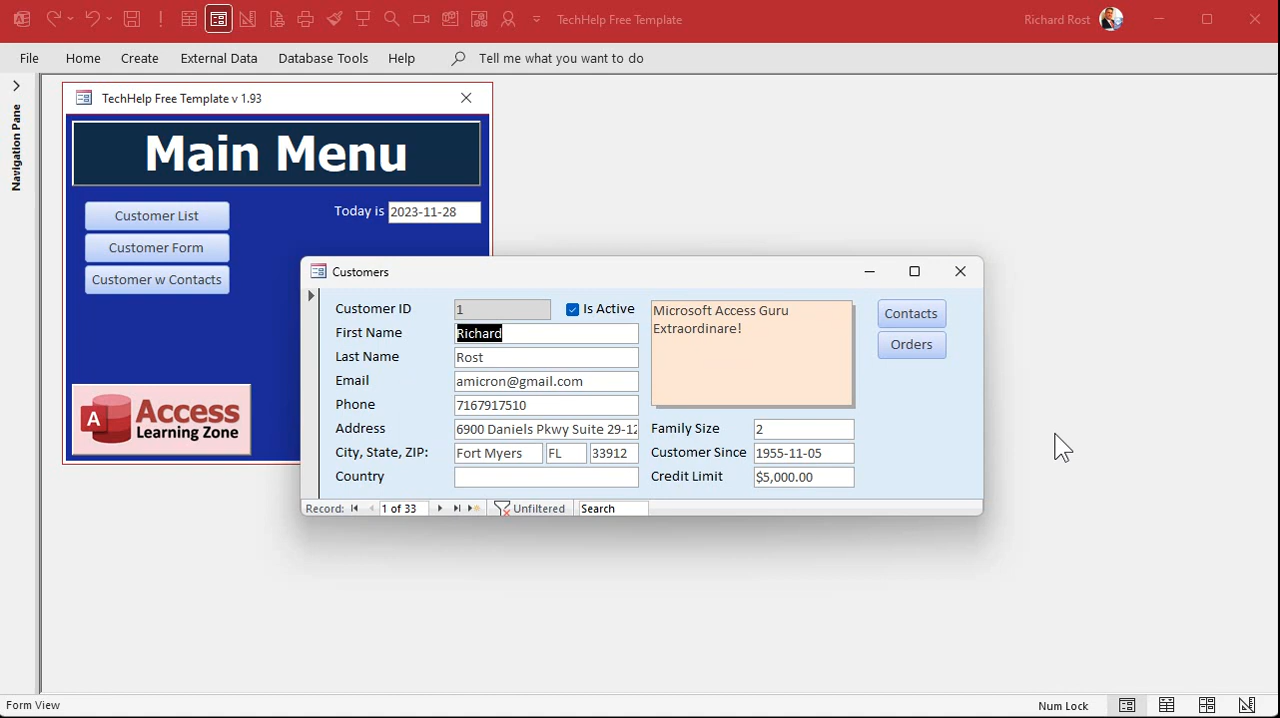 TechHelp Free Template
Richard Rost
File Home Create External Data Database Tools Help Tell me what you want to do
Navigation Pane
TechHelp Free Template v 1.93
Main Menu
Customer List
Today is 2023-11-28
Customer Form
Customer w Contacts
A Access
Learning Zone
Customers
Customer ID 1 Is Active
First Name Richard
Last Name Rost
Email amicron@gmail.com
Phone 7167917510
Address 6900 Daniels Pkwy Suite 29-12
City, State, ZIP: Fort Myers FL 33912
Country
Microsoft Access Guru
Extraordinare!
Family Size 2
Customer Since 1955-11-05
Credit Limit $5,000.00
Contacts
Orders
Record: 1 of 33 Unfiltered Search
Form View
Num Lock